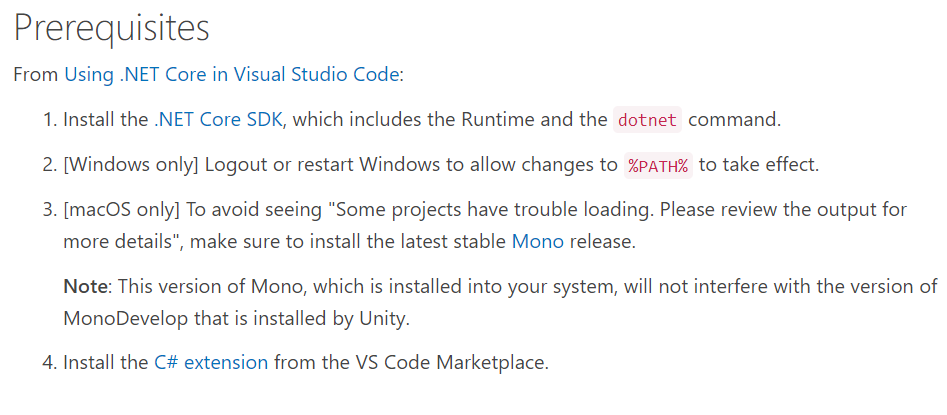 Prerequisites
From Using .NET Core in Visual Studio Code:
1. Install the .NET Core SDK, which includes the Runtime and the dotnet command.
2. [Windows only] Logout or restart Windows to allow changes to %PATH% to take effect.
3. [macOS only] To avoid seeing "Some projects have trouble loading. Please review the output for
more details", make sure to install the latest stable Mono release.
Note: This version of Mono, which is installed into your system, will not interfere with the version of
MonoDevelop that is installed by Unity.
4. Install the C# extension from the VS Code Marketplace.